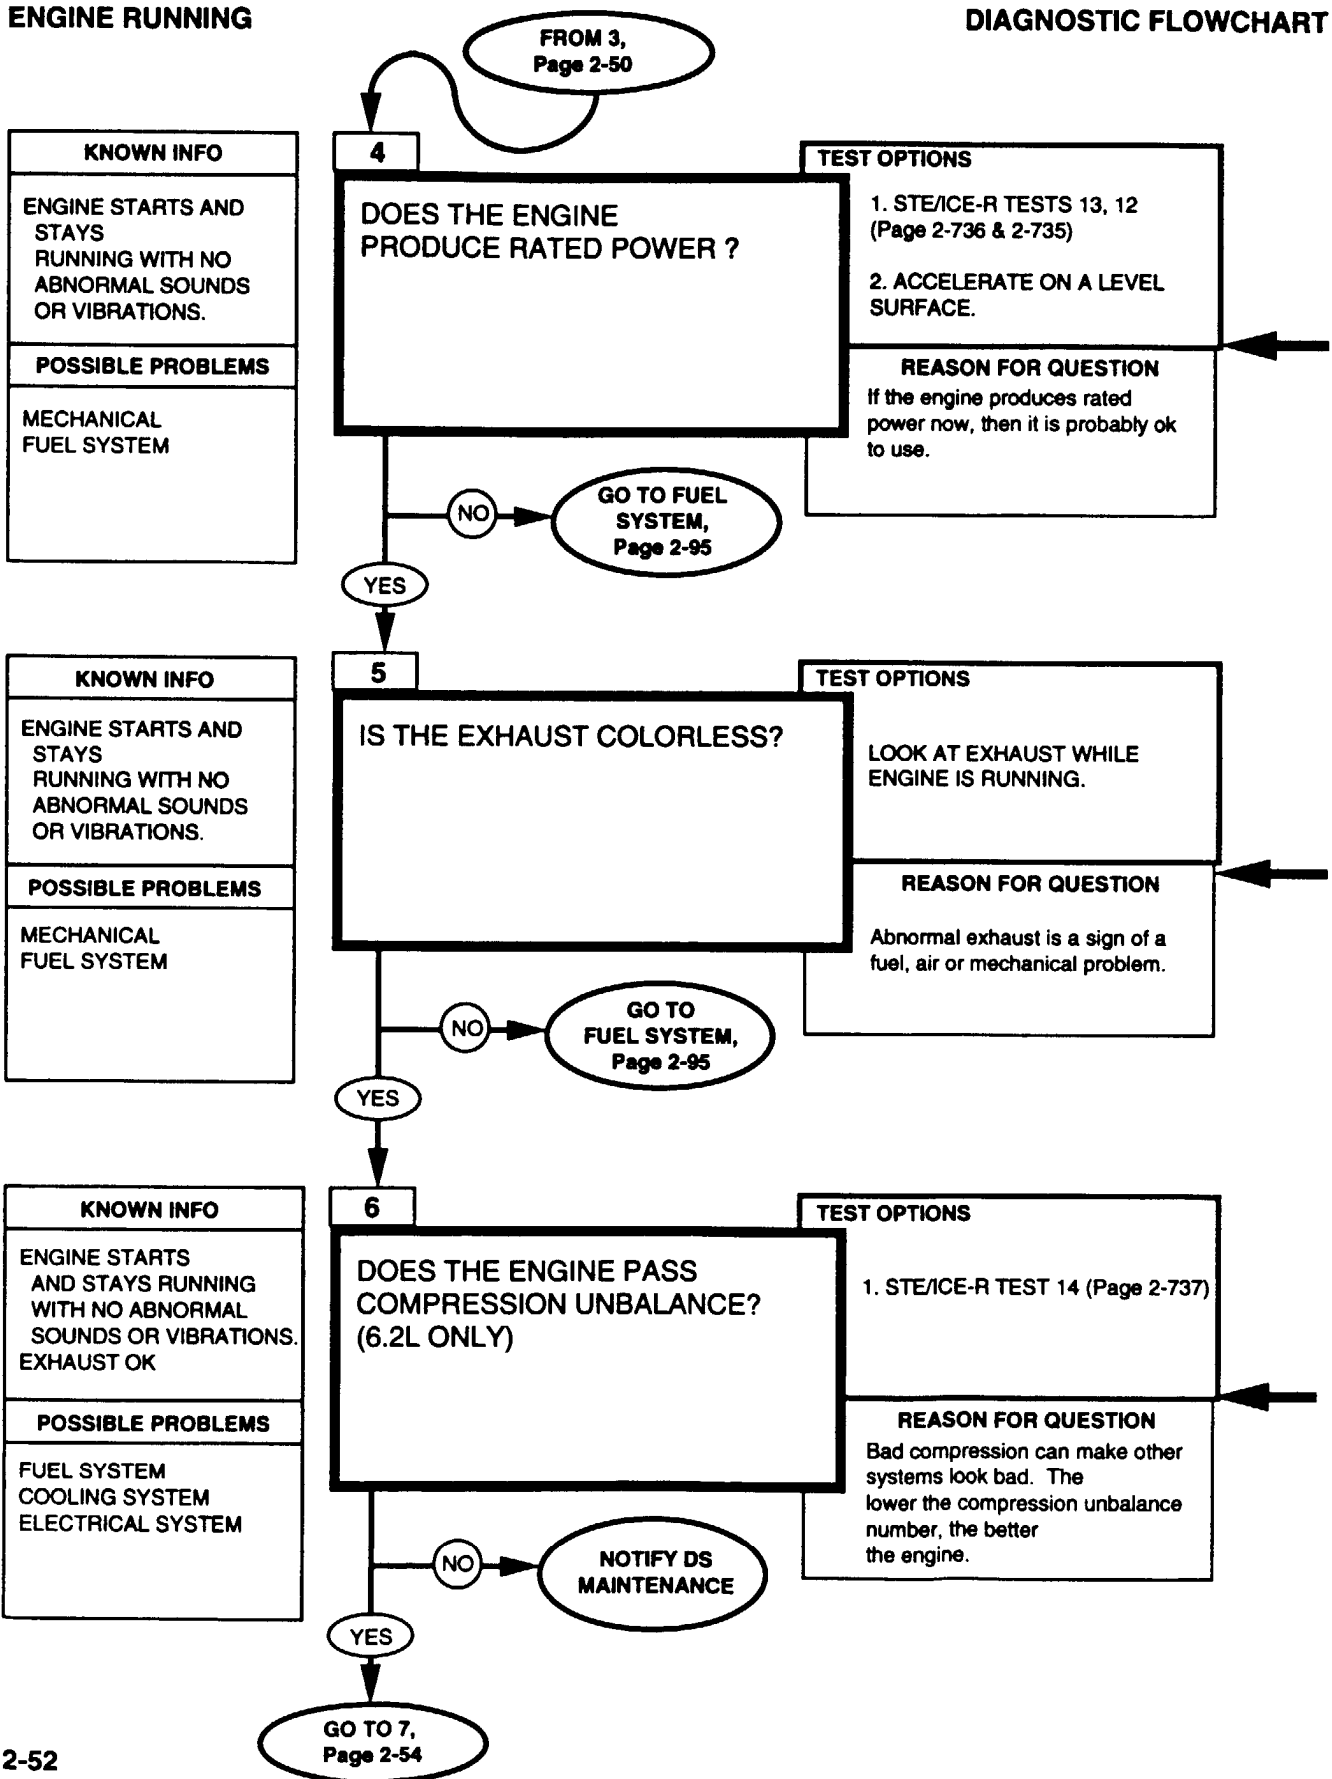 ENGINE RUNNING
DIAGNOSTIC FLOWCHART
FROM 3,
Page 2-50
KNOWN INFO
ENGINE STARTS AND
STAYS
RUNNING WITH NO
ABNORMAL SOUNDS
OR VIBRATIONS.
POSSIBLE PROBLEMS
MECHANICAL
FUEL SYSTEM
4
DOES THE ENGINE
PRODUCE RATED POWER ?
TEST OPTIONS
1. STE/ICE-R TESTS 13, 12
(Page 2-736 & 2-735)
2. ACCELERATE ON A LEVEL
SURFACE.
REASON FOR QUESTION
If the engine produces rated
power now, then it is probably ok
to use.
NO
GO TO FUEL
SYSTEM,
Page 2-95
YES
KNOWN INFO
ENGINE STARTS AND
STAYS
RUNNING WITH NO
ABNORMAL SOUNDS
OR VIBRATIONS.
POSSIBLE PROBLEMS
MECHANICAL
FUEL SYSTEM
5
IS THE EXHAUST COLORLESS?
TEST OPTIONS
LOOK AT EXHAUST WHILE
ENGINE IS RUNNING.
REASON FOR QUESTION
Abnormal exhaust is a sign of a
fuel, air or mechanical problem.
NO
GO TO
FUEL SYSTEM,
Page 2-95
YES
KNOWN INFO
ENGINE STARTS
AND STAYS RUNNING
WITH NO ABNORMAL
SOUNDS OR VIBRATIONS.
EXHAUST OK
POSSIBLE PROBLEMS
FUEL SYSTEM
COOLING SYSTEM
ELECTRICAL SYSTEM
6
DOES THE ENGINE PASS
COMPRESSION UNBALANCE?
(6.2L ONLY)
TEST OPTIONS
1. STE/ICE-R TEST 14 (Page 2-737)
REASON FOR QUESTION
Bad compression can make other
systems look bad. The
lower the compression unbalance
number, the better
the engine.
NO
NOTIFY DS
MAINTENANCE
YES
GO TO 7,
Page 2-54
2-52